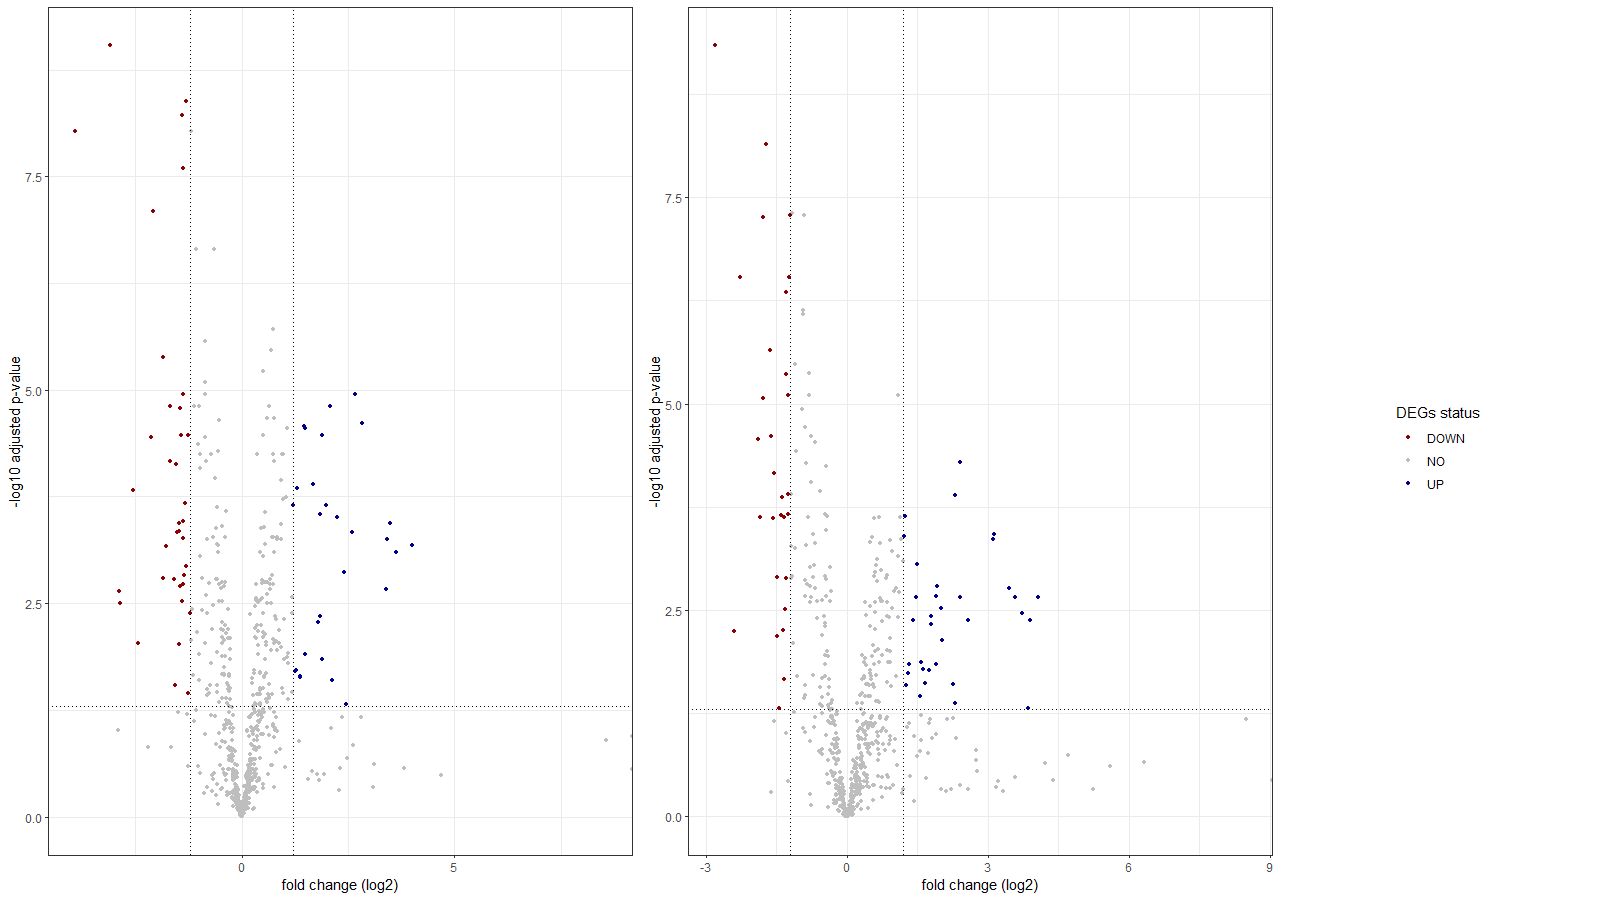 -log10 adjusted p-value
7.5
5.0
2.5
0.0
0
5
fold change (log2)
-log10 adjusted p-value
7.5
5.0
2.5
0.0
-3
0
3
6
9
fold change (log2)
DEGs status
DOWN
NO
UP